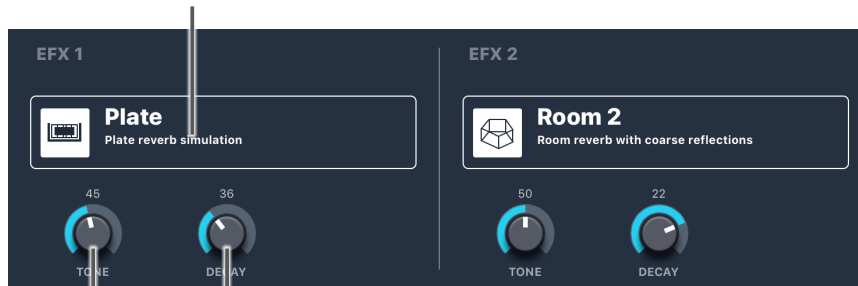 EFX 1
Plate
Plate reverb simulation
45
36
TONE
DECAY
EFX 2
Room 2
Room reverb with coarse reflections
50
22
TONE
DECAY